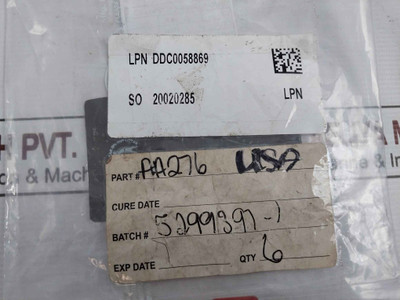 LPN DDC0058869
SO 20020285 LPN
H PVT.
& Mach
PART # AA276 USA
CURE DATE
BATCH # 52991397-1
EXP DATE QTY 6